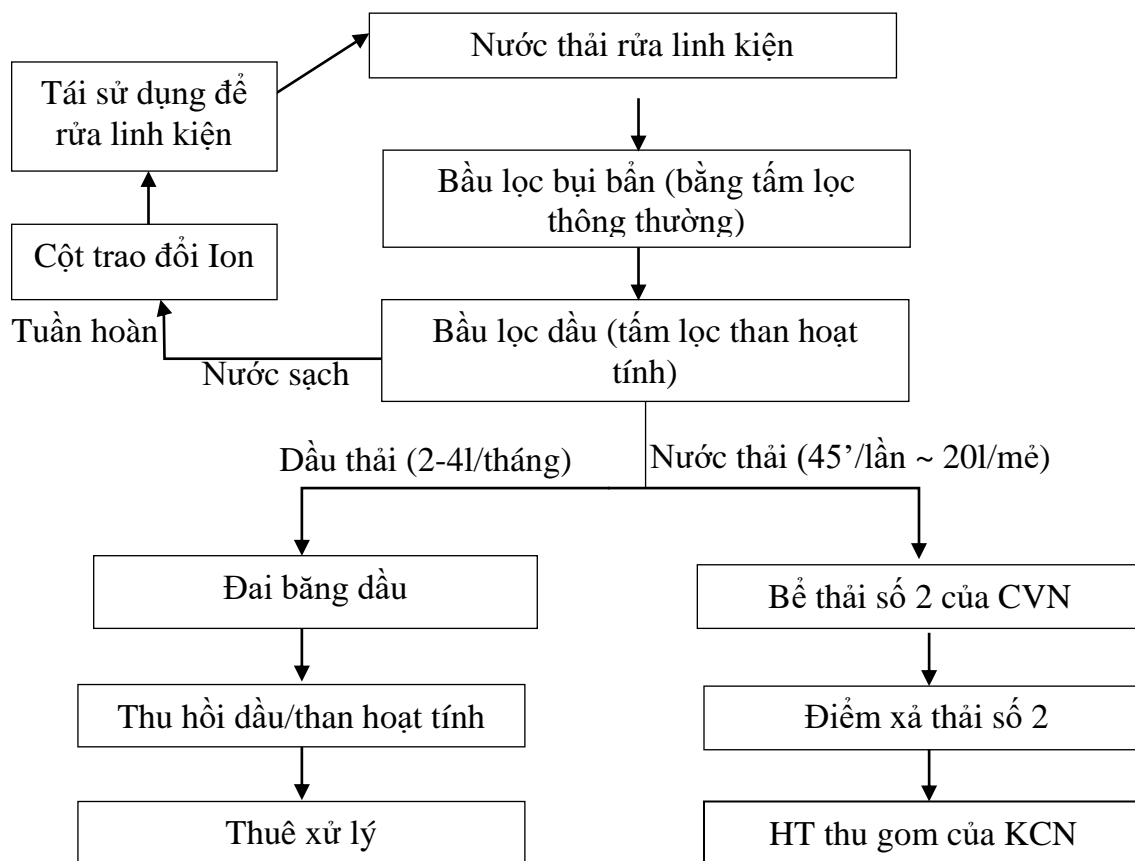 Nước thải rửa linh kiện
Tái sử dụng để
rửa linh kiện
Bầu lọc bụi bẩn (bằng tấm lọc
thông thường)
Cột trao đổi Ion
Tuần hoàn
Bầu lọc dầu (tấm lọc than hoạt
tính)
Nước sạch
Dầu thải (2-4l/tháng)
Nước thải (45’/lần ~ 20l/mẻ)
Đai băng dầu
Bể thải số 2 của CVN
Thu hồi dầu/than hoạt tính
Điểm xả thải số 2
Thuê xử lý
HT thu gom của KCN